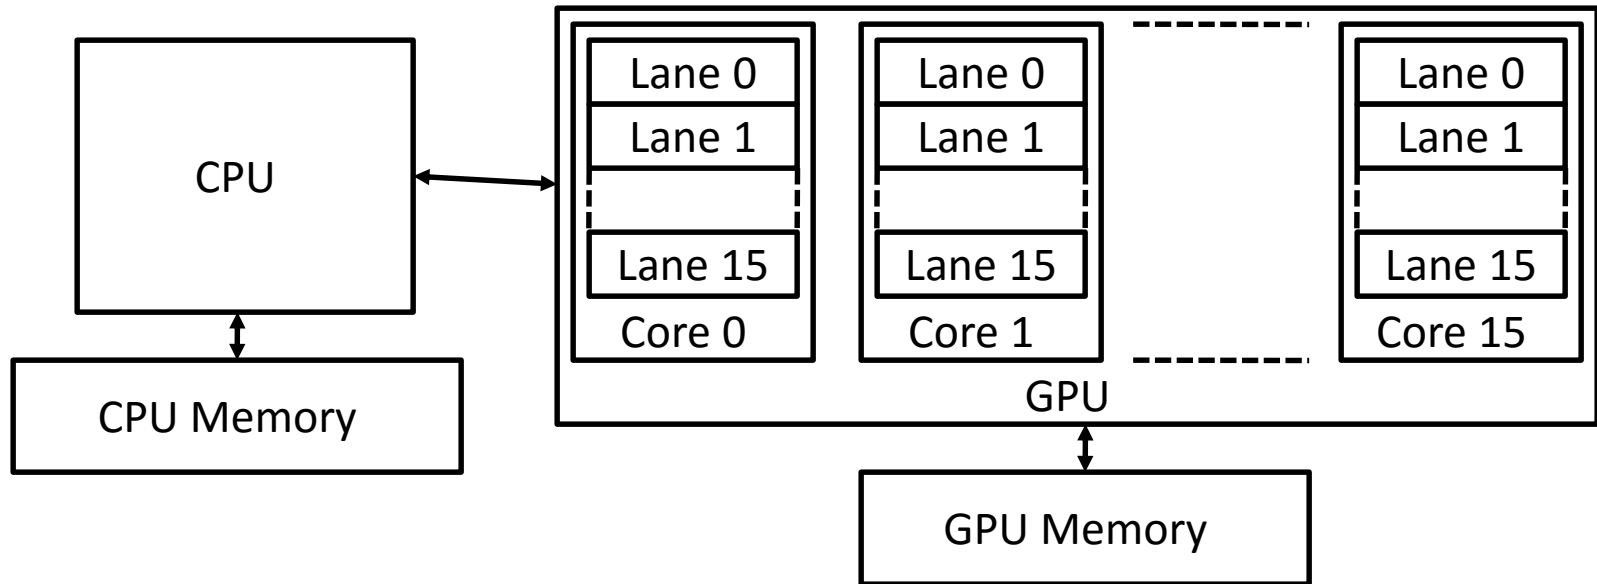 CPU
CPU Memory
Lane 0
Lane 1
Lane 15
Core 0
Lane 0
Lane 1
Lane 15
Core 1
Lane 0
Lane 1
Lane 15
Core 15
GPU
GPU Memory